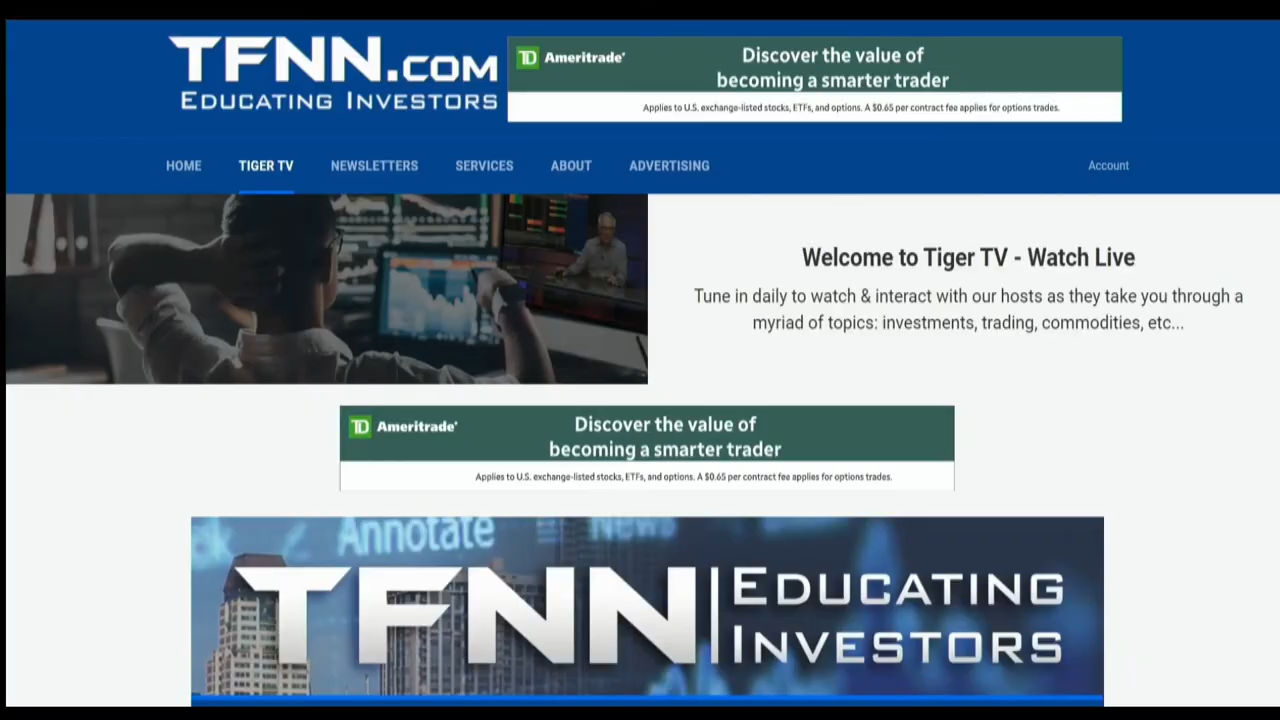 TFNN.COM
EDUCATING INVESTORS
TD Ameritrade®
Discover the value of
becoming a smarter trader
Applies to U.S. exchange-listed stocks, ETFs, and options. A $0.65 per contract fee applies for options trades.
HOME TIGER TV NEWSLETTERS SERVICES ABOUT ADVERTISING Account
Welcome to Tiger TV - Watch Live
Tune in daily to watch & interact with our hosts as they take you through a
myriad of topics: investments, trading, commodities, etc...
TD Ameritrade®
Discover the value of
becoming a smarter trader
Applies to U.S. exchange-listed stocks, ETFs, and options. A $0.65 per contract fee applies for options trades.
Annotate News
TFNN
EDUCATING
INVESTORS